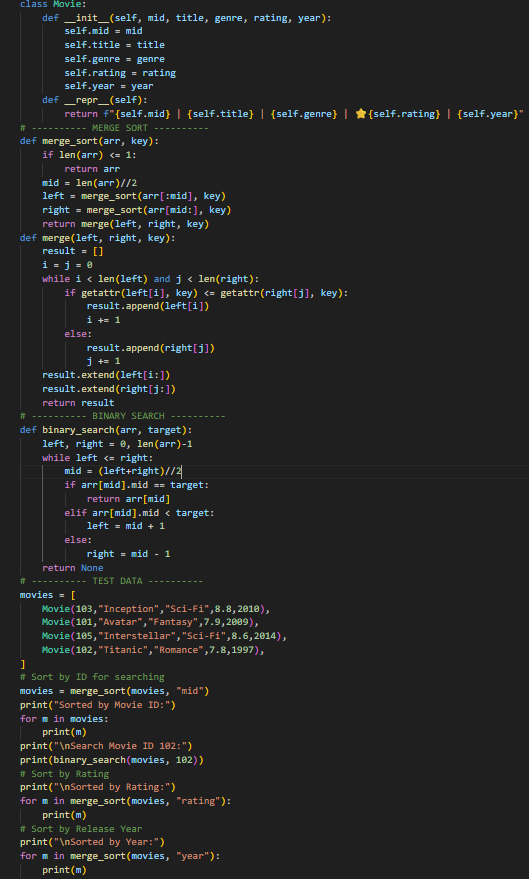 class Movie:
    def __init__(self, mid, title, genre, rating, year):
        self.mid = mid
        self.title = title
        self.genre = genre
        self.rating = rating
        self.year = year
    def __repr__(self):
        return f"{self.mid} | {self.title} | {self.genre} | ⭐{self.rating} | {self.year}"
# ---------- MERGE SORT ----------
def merge_sort(arr, key):
    if len(arr) <= 1:
        return arr
    mid = len(arr)//2
    left = merge_sort(arr[:mid], key)
    right = merge_sort(arr[mid:], key)
    return merge(left, right, key)
def merge(left, right, key):
    result = []
    i = j = 0
    while i < len(left) and j < len(right):
        if getattr(left[i], key) <= getattr(right[j], key):
            result.append(left[i])
            i += 1
        else:
            result.append(right[j])
            j += 1
    result.extend(left[i:])
    result.extend(right[j:])
    return result
# ---------- BINARY SEARCH ----------
def binary_search(arr, target):
    left, right = 0, len(arr)-1
    while left <= right:
        mid = (left+right)//2
        if arr[mid].mid == target:
            return arr[mid]
        elif arr[mid].mid < target:
            left = mid + 1
        else:
            right = mid - 1
    return None
# ---------- TEST DATA ----------
movies = [
    Movie(103,"Inception","Sci-Fi",8.8,2010),
    Movie(101,"Avatar","Fantasy",7.9,2009),
    Movie(105,"Interstellar","Sci-Fi",8.6,2014),
    Movie(102,"Titanic","Romance",7.8,1997),
]
# Sort by ID for searching
movies = merge_sort(movies, "mid")
print("Sorted by Movie ID:")
for m in movies:
    print(m)
print("\nSearch Movie ID 102:")
print(binary_search(movies, 102))
# Sort by Rating
print("\nSorted by Rating:")
for m in merge_sort(movies, "rating"):
    print(m)
# Sort by Release Year
print("\nSorted by Year:")
for m in merge_sort(movies, "year"):
    print(m)